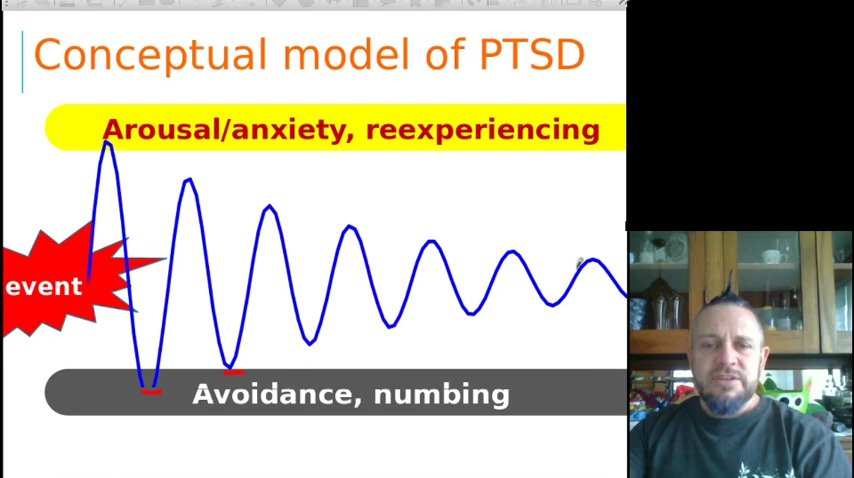 Conceptual model of PTSD
Arousal/anxiety, reexperiencing
event
Avoidance, numbing